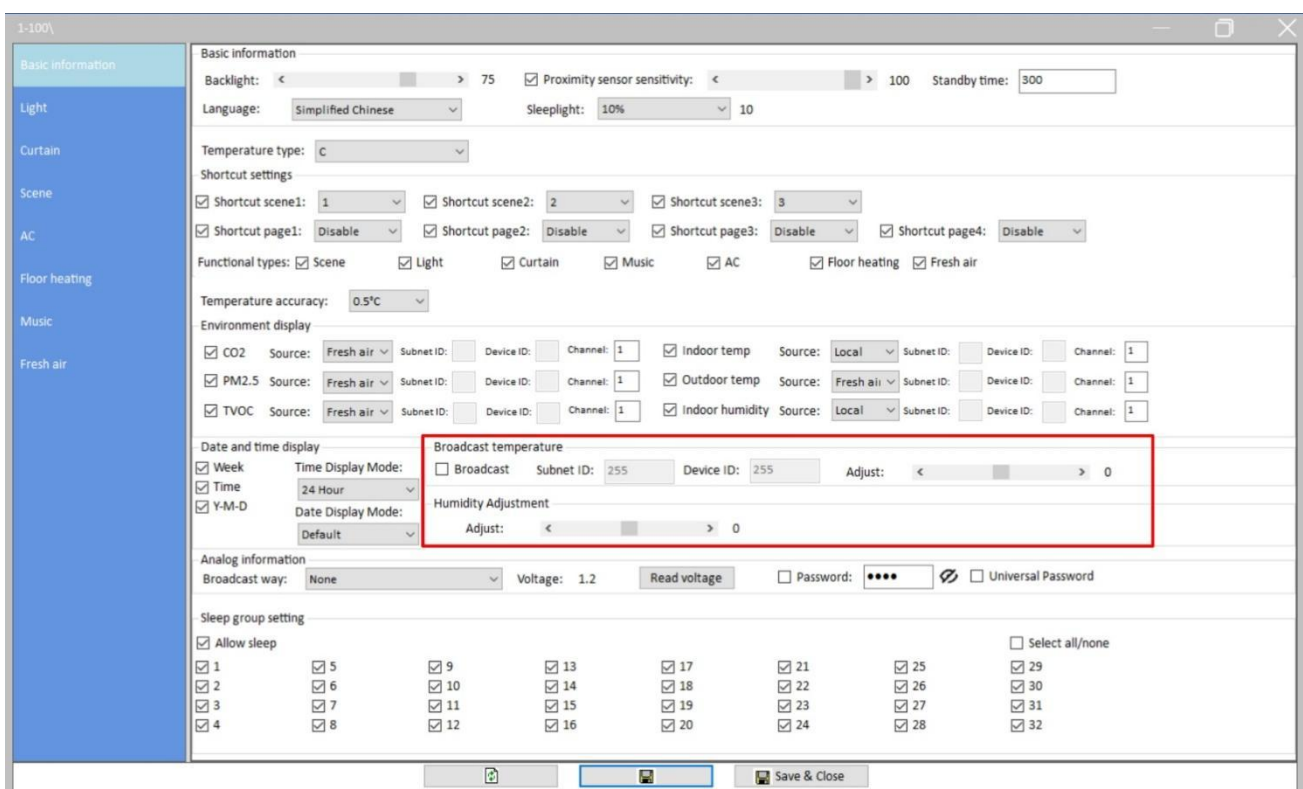 1-100\
Basic information
Light
Curtain
Scene
AC
Floor heating
Music
Fresh air
Basic information
Backlight: < > 75 Proximity sensor sensitivity: < > 100 Standby time: 300
Language: Simplified Chinese Sleeplight: 10% 10
Temperature type: C
Shortcut settings
Shortcut scene1: 1 Shortcut scene2: 2 Shortcut scene3: 3
Shortcut page1: Disable Shortcut page2: Disable Shortcut page3: Disable Shortcut page4: Disable
Functional types: Scene Light Curtain Music AC Floor heating Fresh air
Temperature accuracy: 0.5°C
Environment display
CO2 Source: Fresh air Subnet ID: Device ID: Channel: 1 Indoor temp Source: Local Subnet ID: Device ID: Channel: 1
PM2.5 Source: Fresh air Subnet ID: Device ID: Channel: 1 Outdoor temp Source: Fresh air Subnet ID: Device ID: Channel: 1
TVOC Source: Fresh air Subnet ID: Device ID: Channel: 1 Indoor humidity Source: Local Subnet ID: Device ID: Channel: 1
Date and time display
Week Time Display Mode:
Time 24 Hour
Y-M-D Date Display Mode:
Default
Broadcast temperature
Broadcast Subnet ID: 255 Device ID: 255 Adjust: < > 0
Humidity Adjustment
Adjust: < > 0
Analog information
Broadcast way: None Voltage: 1.2 Read voltage Password: •••• Universal Password
Sleep group setting
Allow sleep Select all/none
1 5 9 13 17 21 25 29
2 6 10 14 18 22 26 30
3 7 11 15 19 23 27 31
4 8 12 16 20 24 28 32
Save & Close